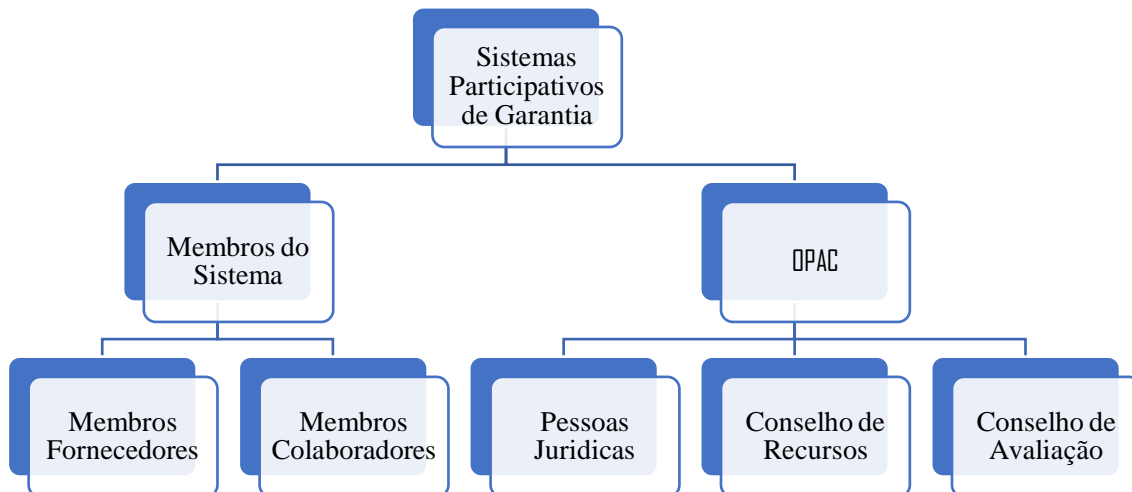 Sistemas
Participativos
de Garantia
Membros do
Sistema
OPAC
Membros
Fornecedores
Membros
Colaboradores
Pessoas
Juridicas
Conselho de
Recursos
Conselho de
Avaliação